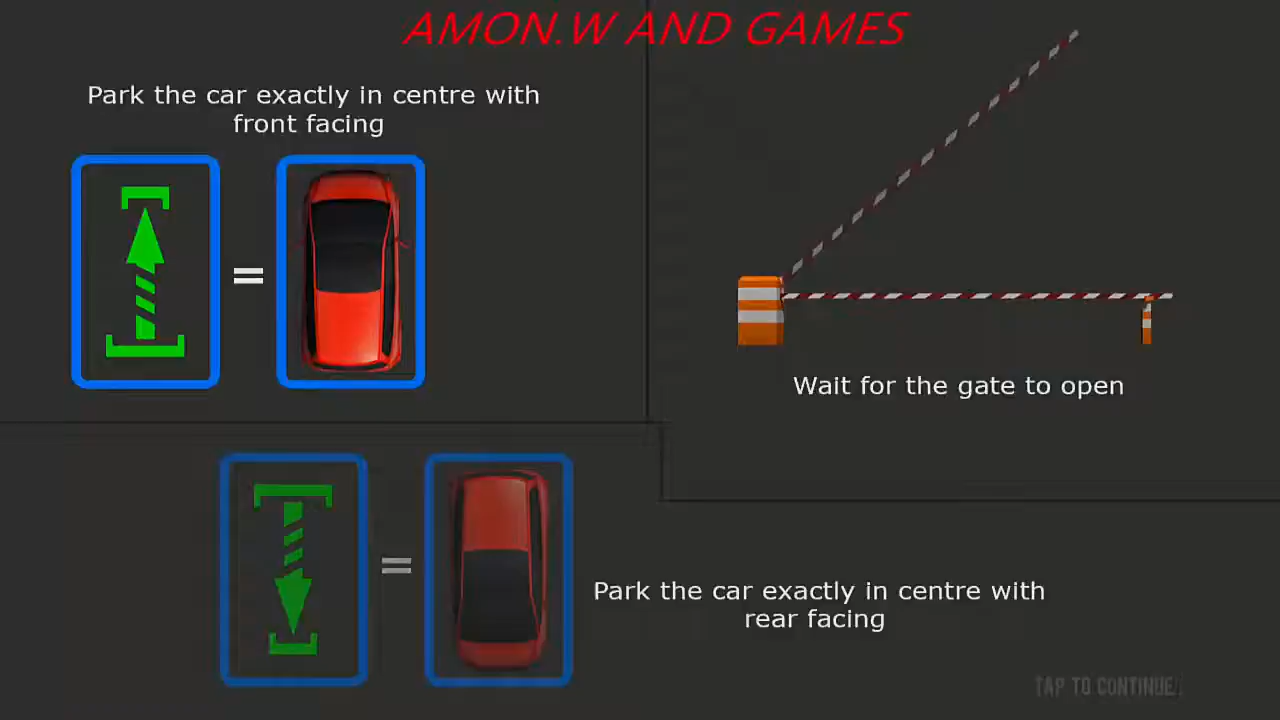 AMON.W AND GAMES
Park the car exactly in centre with
front facing
Wait for the gate to open
Park the car exactly in centre with
rear facing
TAP TO CONTINUE..